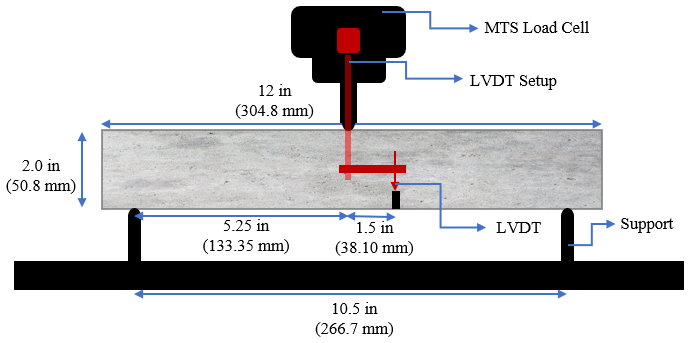 MTS Load Cell
LVDT Setup
12 in
(304.8 mm)
2.0 in
(50.8 mm)
5.25 in
(133.35 mm)
1.5 in
(38.10 mm)
LVDT
Support
10.5 in
(266.7 mm)